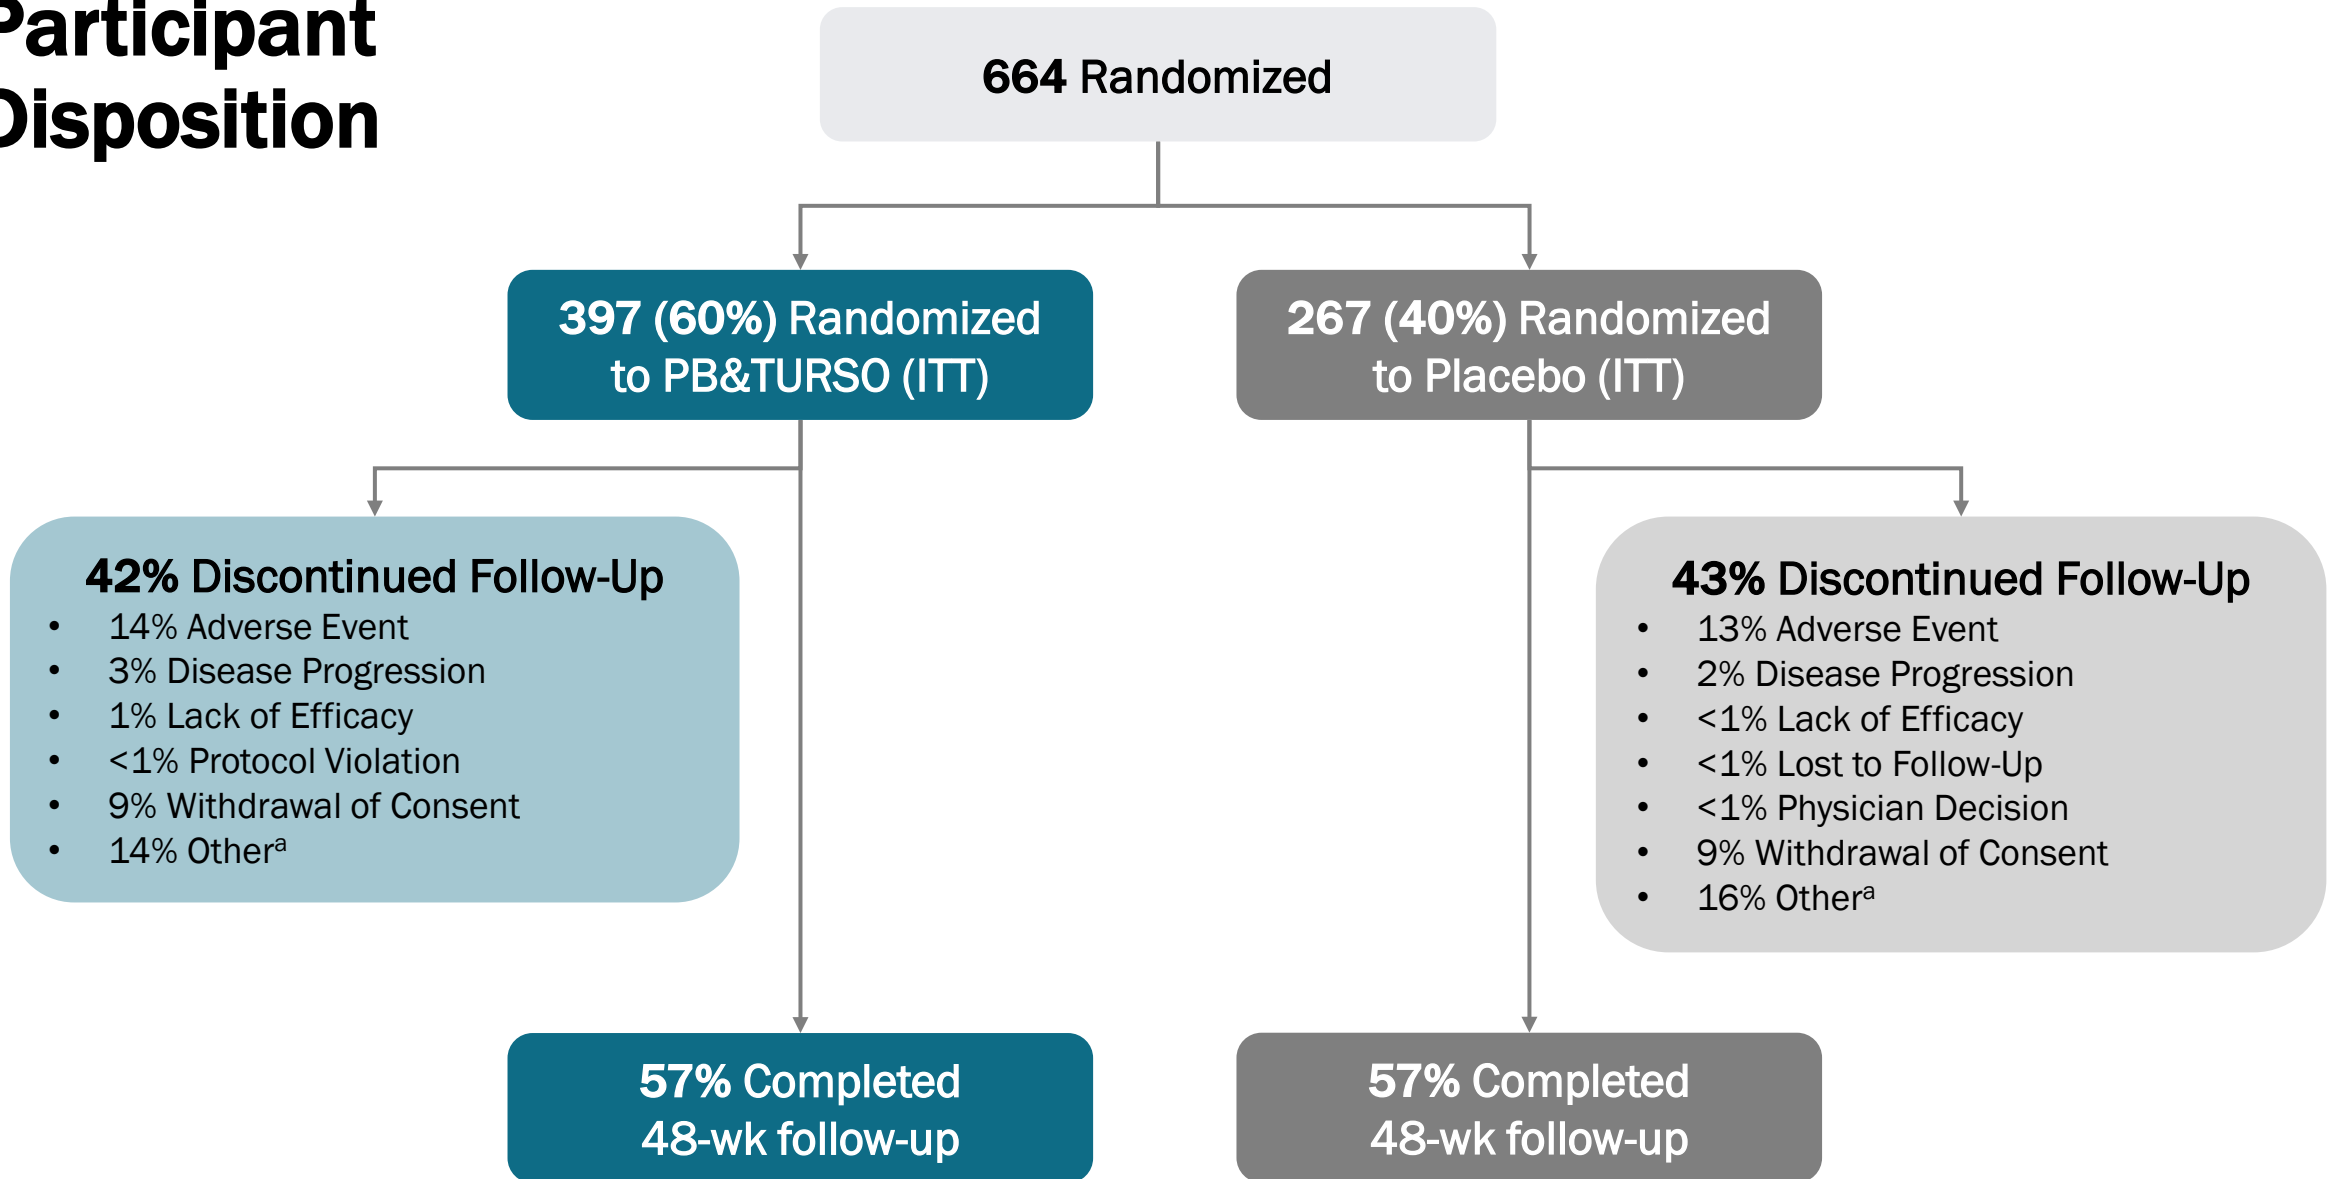 Participant
Disposition
664 Randomized
397 (60%) Randomized
to PB&TURSO (ITT)
267 (40%) Randomized
to Placebo (ITT)
42% Discontinued Follow-Up
• 14% Adverse Event
• 3% Disease Progression
• 1% Lack of Efficacy
• <1% Protocol Violation
• 9% Withdrawal of Consent
• 14% Otherᵃ
43% Discontinued Follow-Up
• 13% Adverse Event
• 2% Disease Progression
• <1% Lack of Efficacy
• <1% Lost to Follow-Up
• <1% Physician Decision
• 9% Withdrawal of Consent
• 16% Otherᵃ
57% Completed
48-wk follow-up
57% Completed
48-wk follow-up